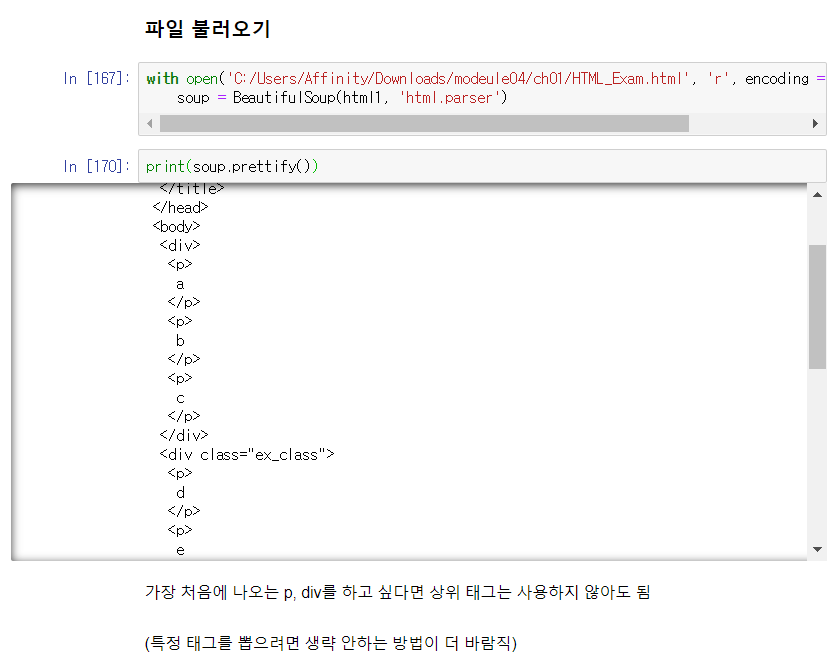 파일 불러오기
In [167]: with open('C:/Users/Affinity/Downloads/modeule04/ch01/HTML_Exam.html', 'r', encoding =
soup = BeautifulSoup(html1, 'html.parser')
In [170]: print(soup.prettify())
</title>
</head>
<body>
<div>
<p>
a
</p>
<p>
b
</p>
<p>
c
</p>
</div>
<div class="ex_class">
<p>
d
</p>
<p>
e
가장 처음에 나오는 p, div를 하고 싶다면 상위 태그는 사용하지 않아도 됨
(특정 태그를 뽑으려면 생략 안하는 방법이 더 바람직)